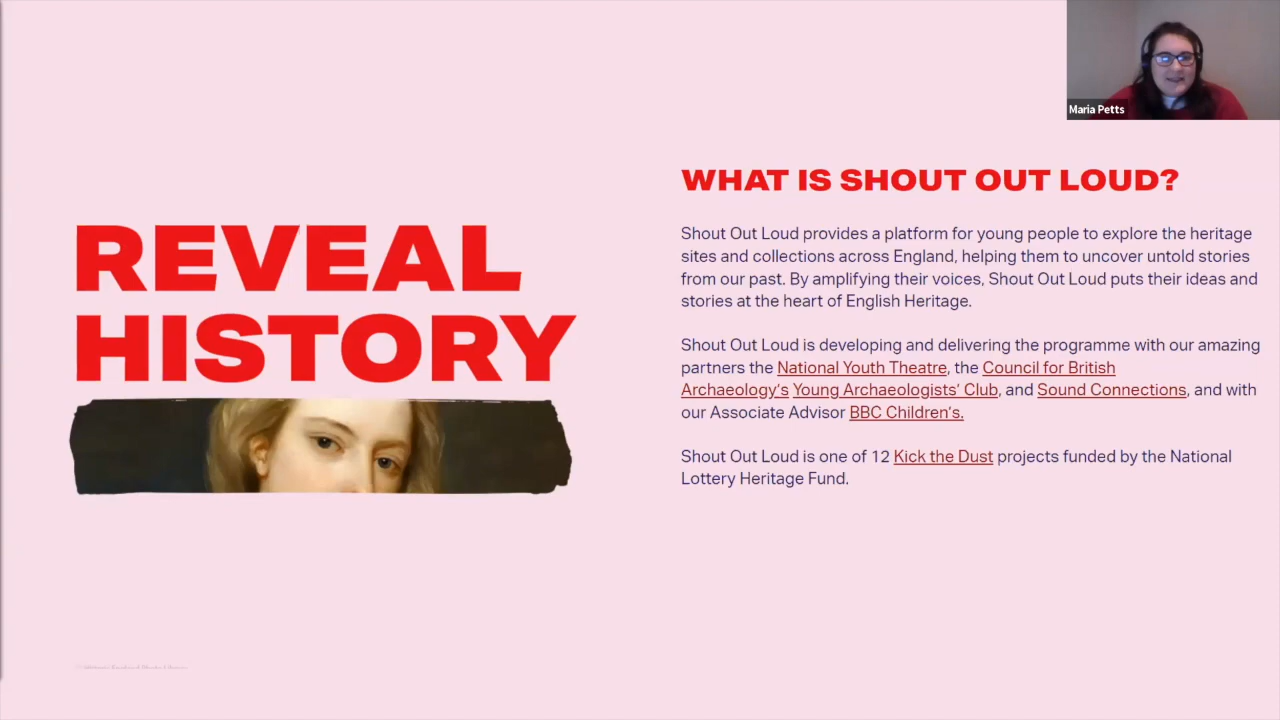 Maria Petts
REVEAL
HISTORY
WHAT IS SHOUT OUT LOUD?
Shout Out Loud provides a platform for young people to explore the heritage
sites and collections across England, helping them to uncover untold stories
from our past. By amplifying their voices, Shout Out Loud puts their ideas and
stories at the heart of English Heritage.
Shout Out Loud is developing and delivering the programme with our amazing
partners the National Youth Theatre, the Council for British
Archaeology's Young Archaeologists' Club, and Sound Connections, and with
our Associate Advisor BBC Children's.
Shout Out Loud is one of 12 Kick the Dust projects funded by the National
Lottery Heritage Fund.